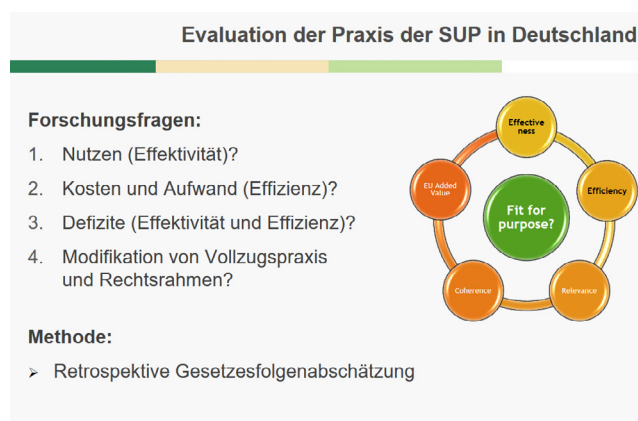 Evaluation der Praxis der SUP in Deutschland
Forschungsfragen:
1. Nutzen (Effektivität)?
2. Kosten und Aufwand (Effizienz)?
3. Defizite (Effektivität und Effizienz)?
4. Modifikation von Vollzugspraxis
und Rechtsrahmen?
Methode:
➢ Retrospektive Gesetzesfolgenabschätzung
Effective
ness
Efficiency
Relevance
Coherence
EU Added
Value
Fit for
purpose?